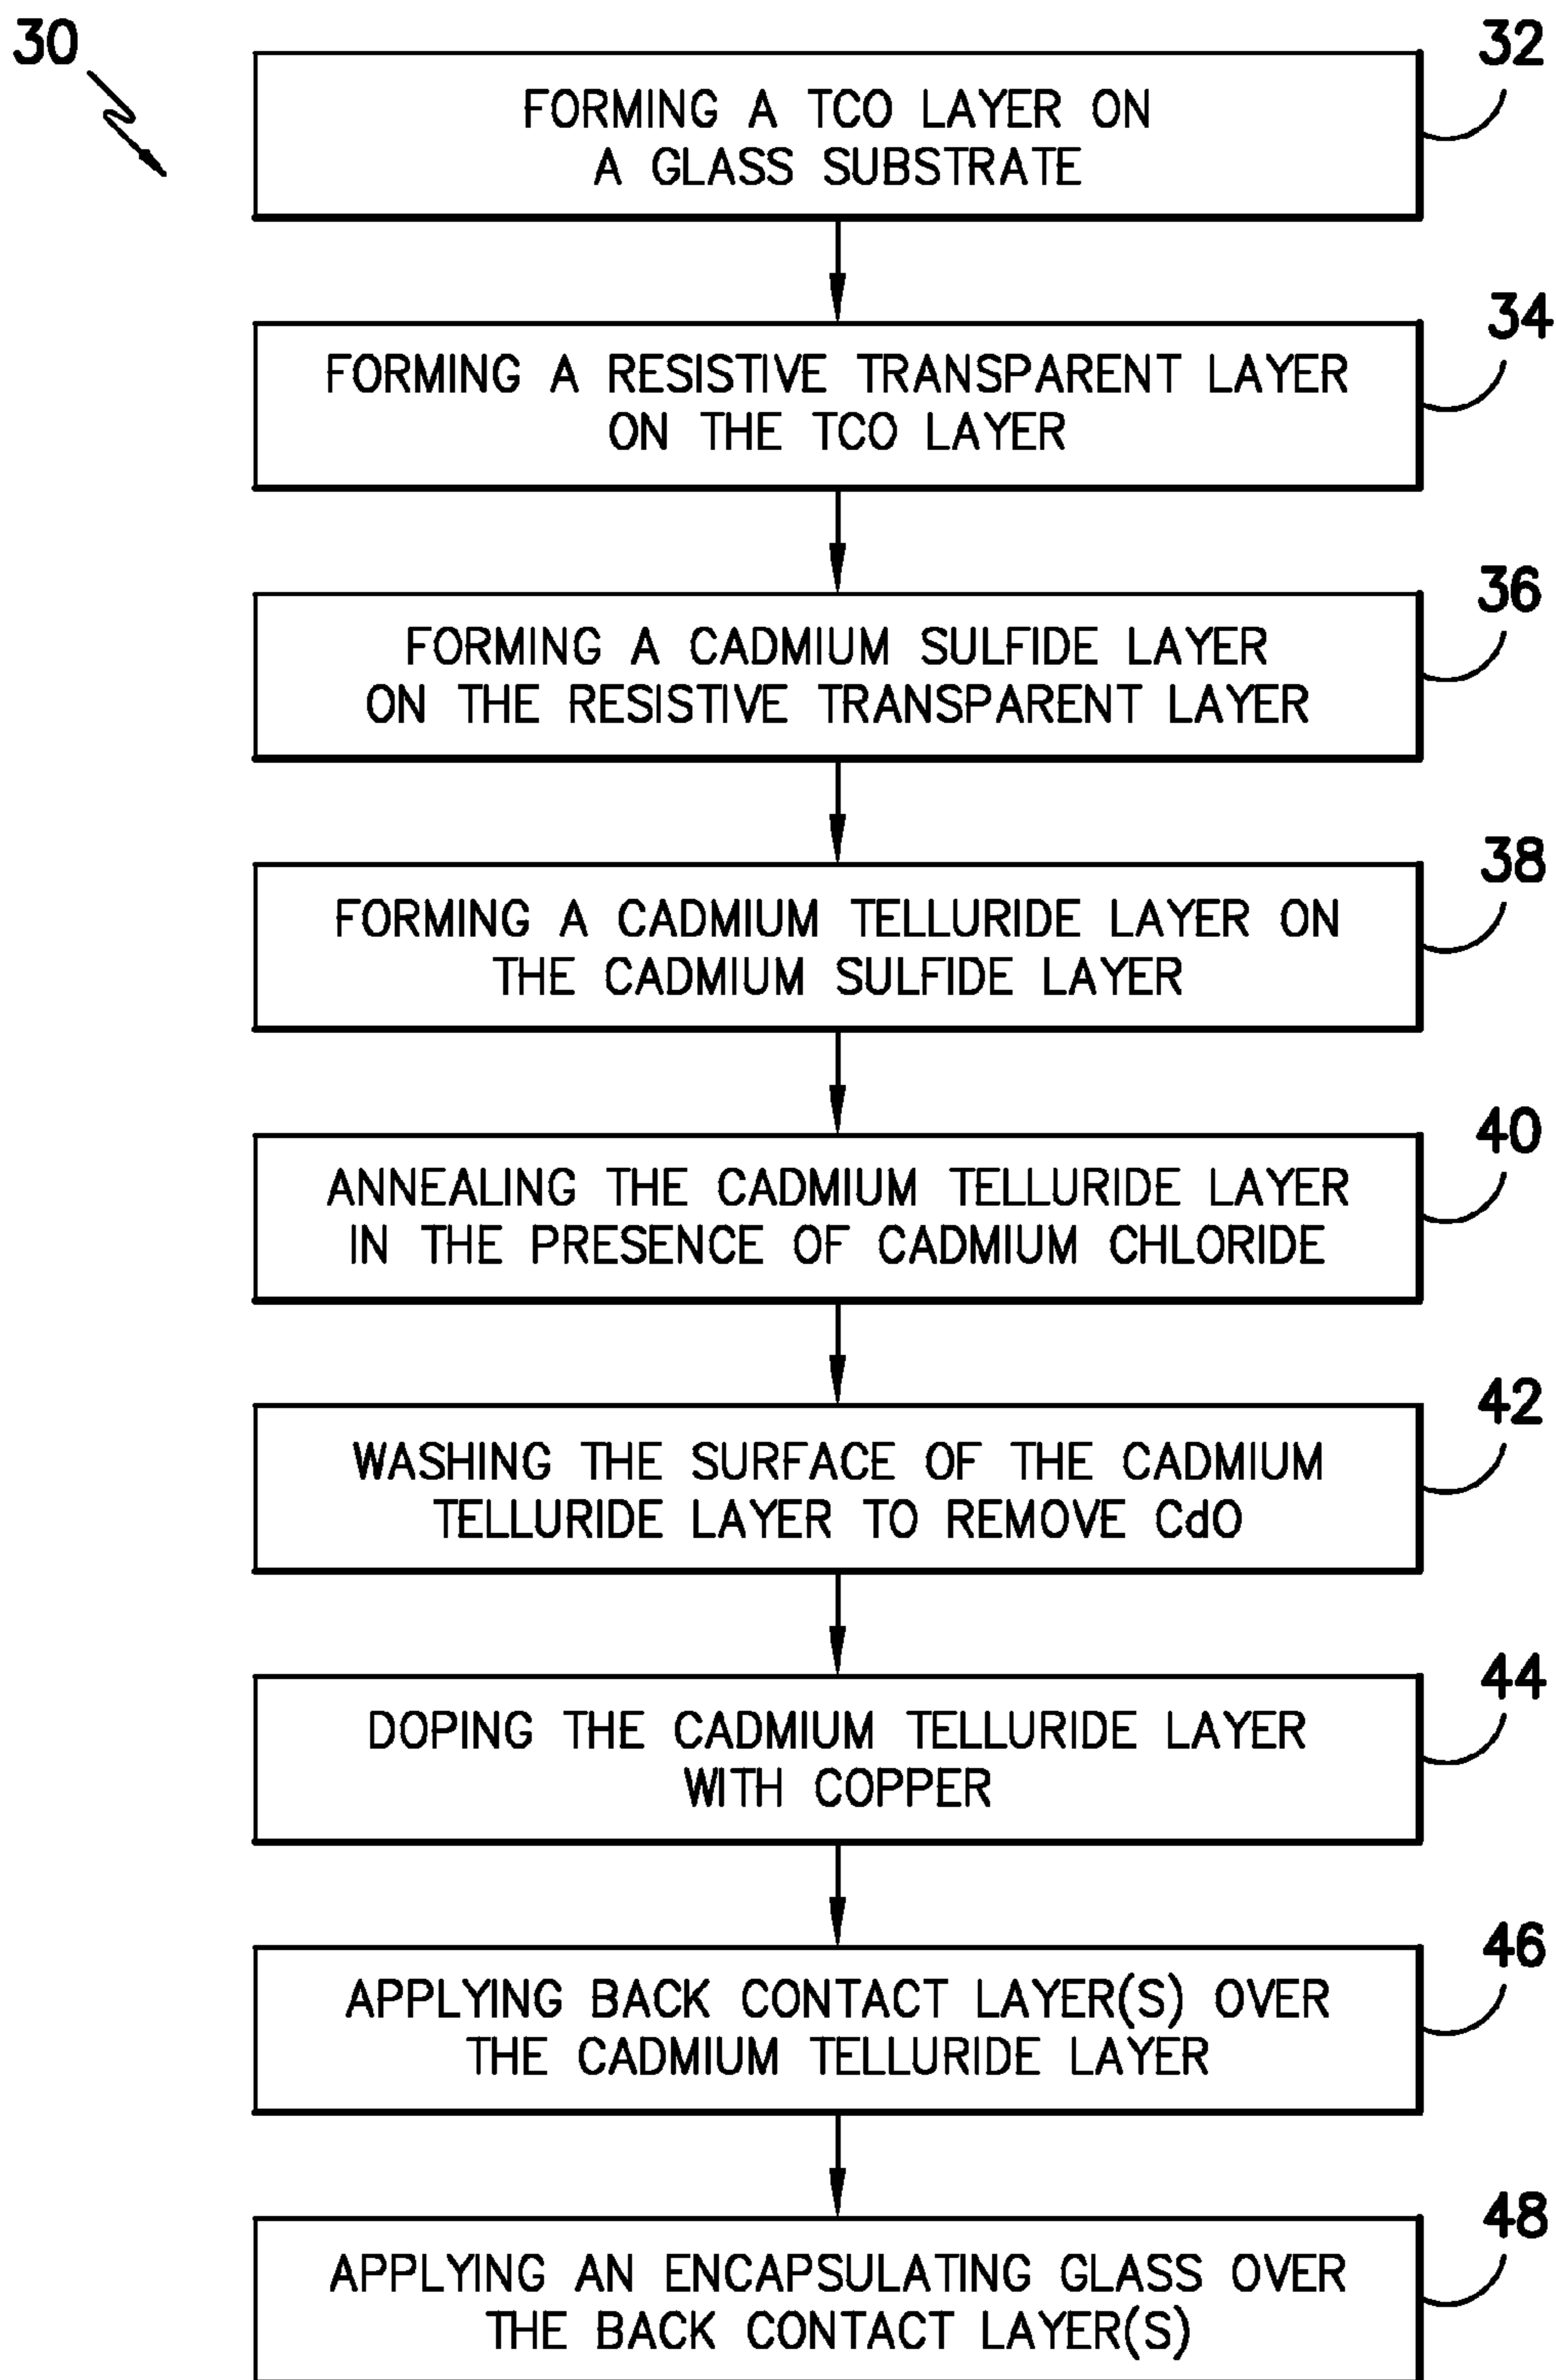 30
32
FORMING A TCO LAYER ON
A GLASS SUBSTRATE
34
FORMING A RESISTIVE TRANSPARENT LAYER
ON THE TCO LAYER
36
FORMING A CADMIUM SULFIDE LAYER
ON THE RESISTIVE TRANSPARENT LAYER
38
FORMING A CADMIUM TELLURIDE LAYER ON
THE CADMIUM SULFIDE LAYER
40
ANNEALING THE CADMIUM TELLURIDE LAYER
IN THE PRESENCE OF CADMIUM CHLORIDE
42
WASHING THE SURFACE OF THE CADMIUM
TELLURIDE LAYER TO REMOVE CdO
44
DOPING THE CADMIUM TELLURIDE LAYER
WITH COPPER
46
APPLYING BACK CONTACT LAYER(S) OVER
THE CADMIUM TELLURIDE LAYER
48
APPLYING AN ENCAPSULATING GLASS OVER
THE BACK CONTACT LAYER(S)